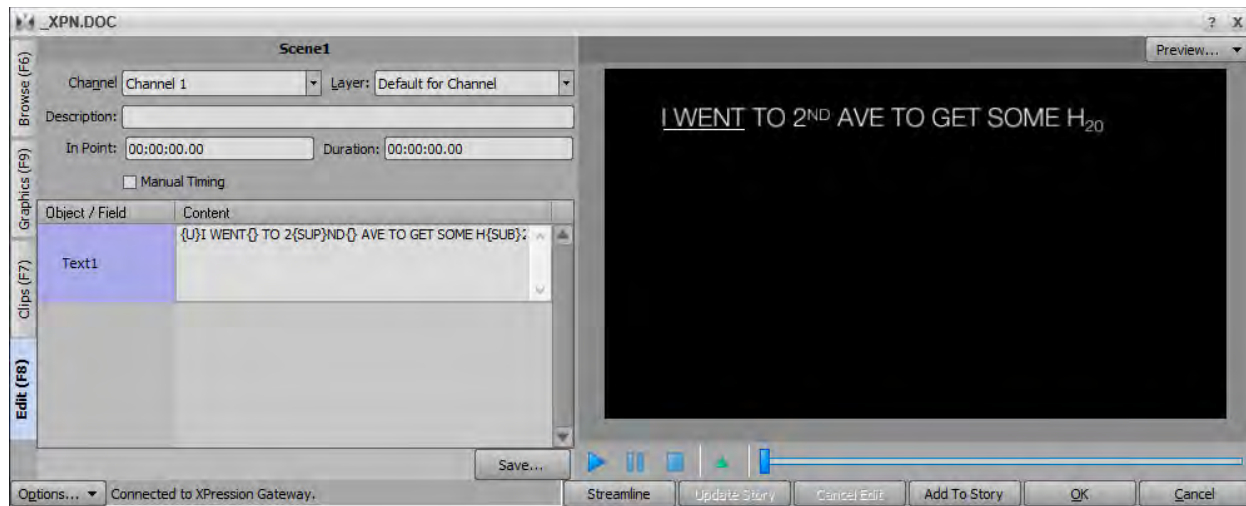 _XPN.DOC
? X
Scene1
Preview...
Browse (F6)
Graphics (F9)
Clips (F7)
Edit (F8)
Channel Channel 1 Layer: Default for Channel
Description:
In Point: 00:00:00.00 Duration: 00:00:00.00
Manual Timing
Object / Field Content
Text1 {U}I WENT{} TO 2{SUP}ND{} AVE TO GET SOME H{SUB}2
Save...
I WENT TO 2ND AVE TO GET SOME H20
Options... Connected to XPression Gateway.
Streamline Update Story Cancel Edit Add To Story OK Cancel